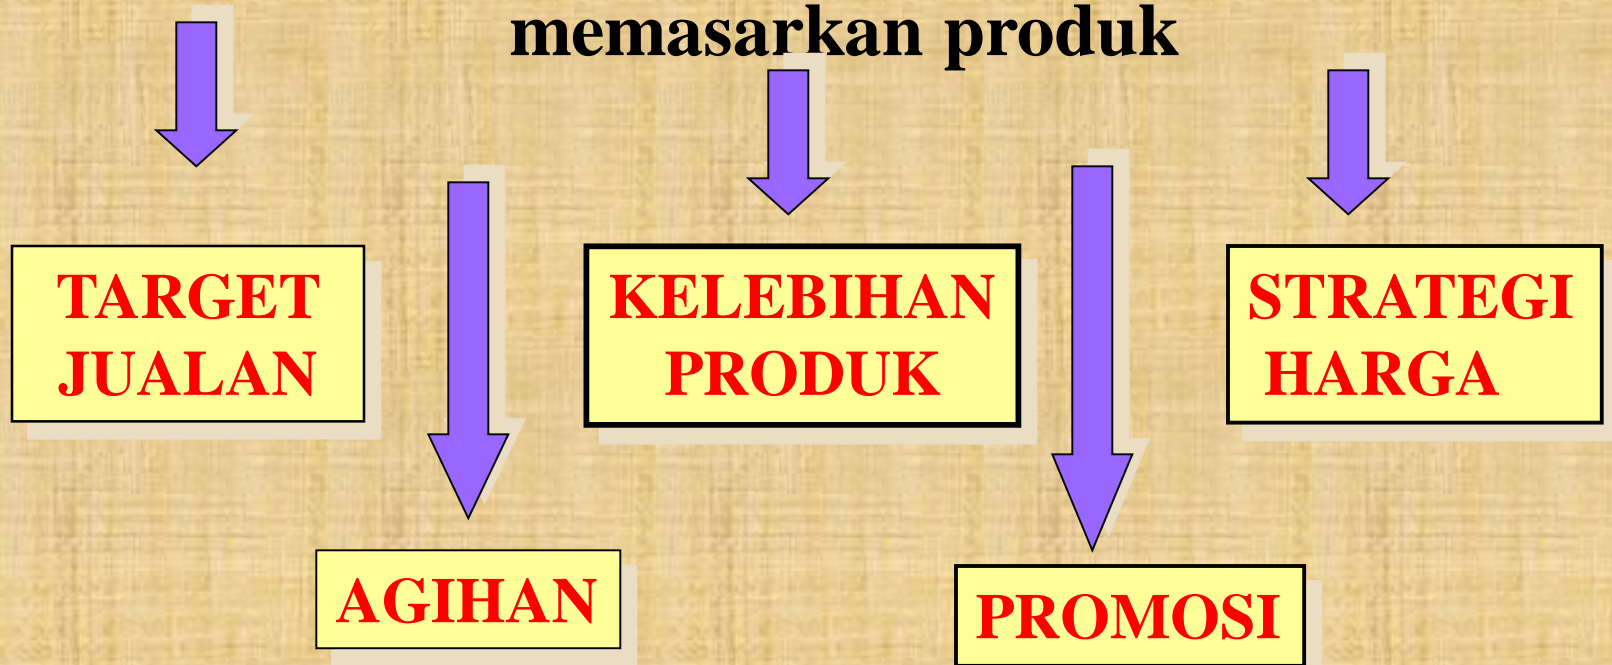 memasarkan produk
TARGET
JUALAN
KELEBIHAN
PRODUK
STRATEGI
HARGA
AGIHAN
PROMOSI